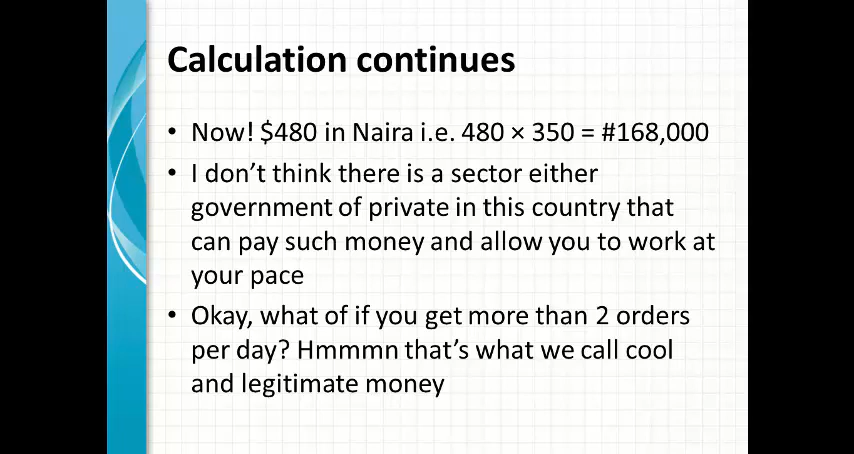 Calculation continues
• Now! $480 in Naira i.e. 480 × 350 = #168,000
• I don’t think there is a sector either
government of private in this country that
can pay such money and allow you to work at
your pace
• Okay, what of if you get more than 2 orders
per day? Hmmmn that’s what we call cool
and legitimate money